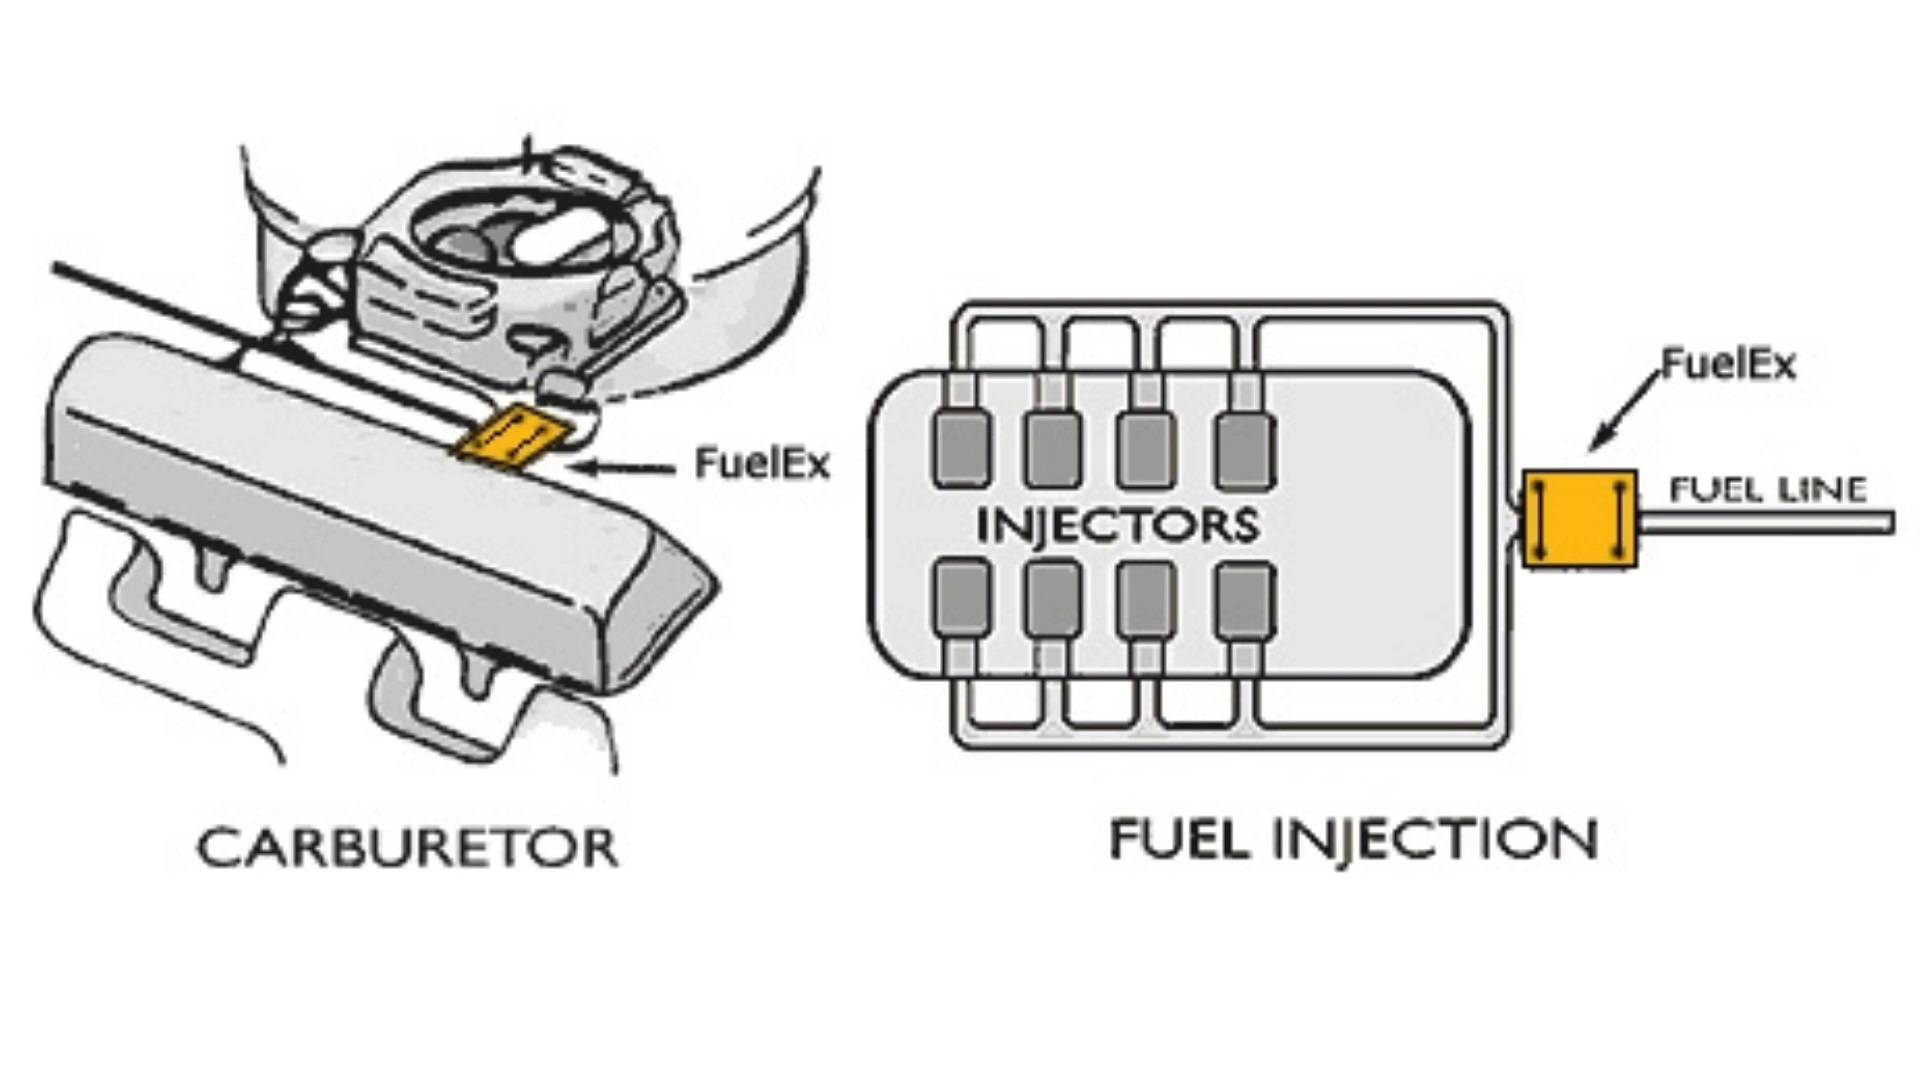 FuelEx
CARBURETOR
INJECTORS
FuelEx
FUEL LINE
FUEL INJECTION